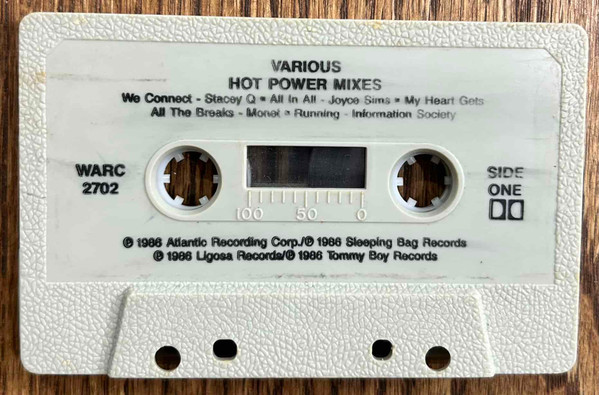 VARIOUS
HOT POWER MIXES
We Connect - Stacey Q • All In All - Joyce Sims • My Heart Gets
All The Breaks - Monet • Running - Information Society
WARC
2702
100 50 0
SIDE
ONE
℗ 1986 Atlantic Recording Corp./℗ 1986 Sleeping Bag Records
℗ 1986 Ligosa Records/℗ 1986 Tommy Boy Records